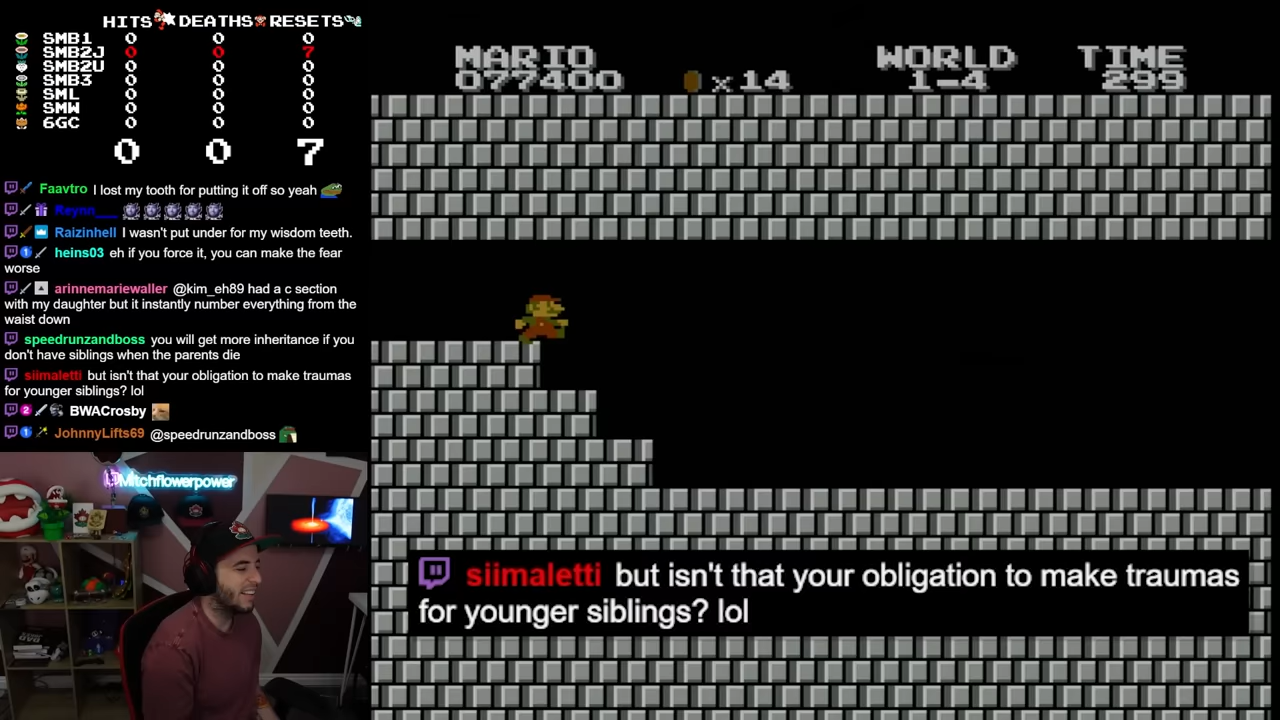 HITS DEATHS RESETS
SMB1 0 0 0
SMB2J 0 0 7
SMB2U 0 0 0
SMB3 0 0 0
SML 0 0 0
SMW 0 0 0
6GC 0 0 0
0 0 7
MARIO WORLD TIME
077400 x14 1-4 299
Faavtro I lost my tooth for putting it off so yeah
Reynn___
Raizinhell I wasn't put under for my wisdom teeth.
1 heins03 eh if you force it, you can make the fear
worse
arinnemariewaller @kim_eh89 had a c section
with my daughter but it instantly number everything from the
waist down
speedrunzandboss you will get more inheritance if you
don't have siblings when the parents die
siimaletti but isn't that your obligation to make traumas
for younger siblings? lol
2 BWACrosby
1 JohnnyLifts69 @speedrunzandboss
Mitchflowerpower
siimaletti but isn't that your obligation to make traumas
for younger siblings? lol